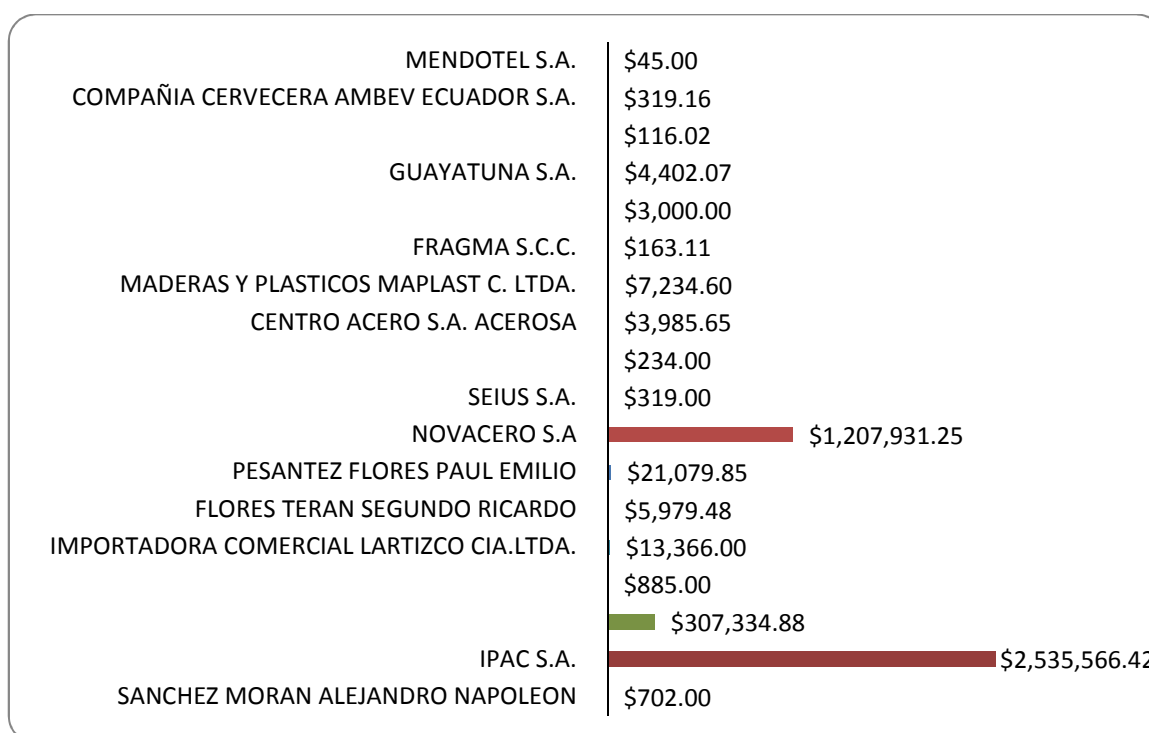 MENDOTEL S.A. $45.00
COMPAÑIA CERVECERA AMBEV ECUADOR S.A. $319.16
$116.02
GUAYATUNA S.A. $4,402.07
$3,000.00
FRAGMA S.C.C. $163.11
MADERAS Y PLASTICOS MAPLAST C. LTDA. $7,234.60
CENTRO ACERO S.A. ACEROSA $3,985.65
$234.00
SEIUS S.A. $319.00
NOVACERO S.A $1,207,931.25
PESANTEZ FLORES PAUL EMILIO $21,079.85
FLORES TERAN SEGUNDO RICARDO $5,979.48
IMPORTADORA COMERCIAL LARTIZCO CIA.LTDA. $13,366.00
$885.00
$307,334.88
IPAC S.A. $2,535,566.42
SANCHEZ MORAN ALEJANDRO NAPOLEON $702.00